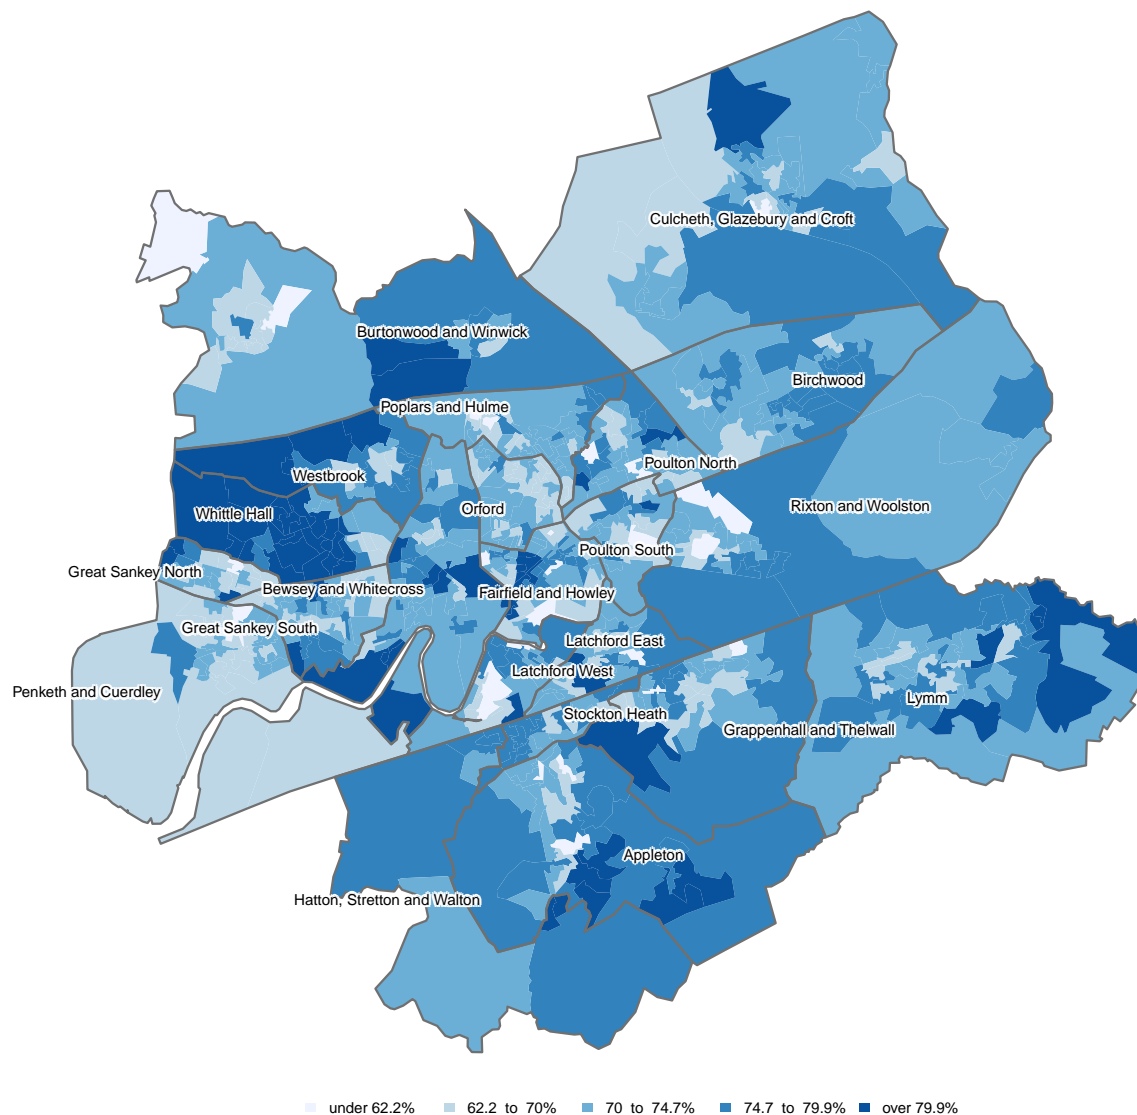 Culcheth, Glazebury and Croft
Burtonwood and Winwick
Birchwood
Poplars and Hulme
Poulton North
Westbrook
Rixton and Woolston
Orford
Whittle Hall
Poulton South
Great Sankey North
Bewsey and Whitecross
Fairfield and Howley
Great Sankey South
Latchford East
Latchford West
Penketh and Cuerdley
Lymm
Stockton Heath
Grappenhall and Thelwall
Appleton
Hatton, Stretton and Walton
under 62.2% 62.2 to 70% 70 to 74.7% 74.7 to 79.9% over 79.9%